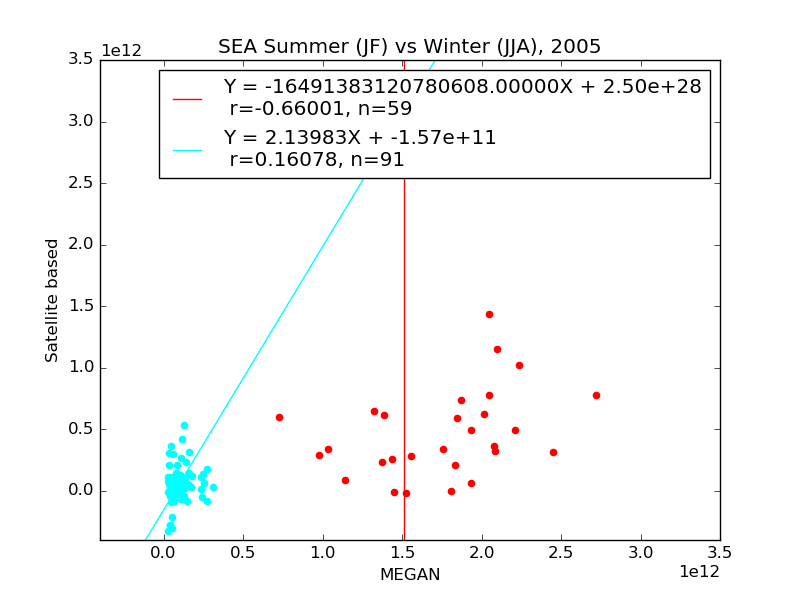 SEA Summer (JF) vs Winter (JJA), 2005
1e12
Y = -16491383120780608.00000X + 2.50e+28
r=-0.66001, n=59
Y = 2.13983X + -1.57e+11
r=0.16078, n=91
3.5
3.0
2.5
2.0
1.5
1.0
0.5
0.0
Satellite based
0.0 0.5 1.0 1.5 2.0 2.5 3.0 3.5
MEGAN
1e12